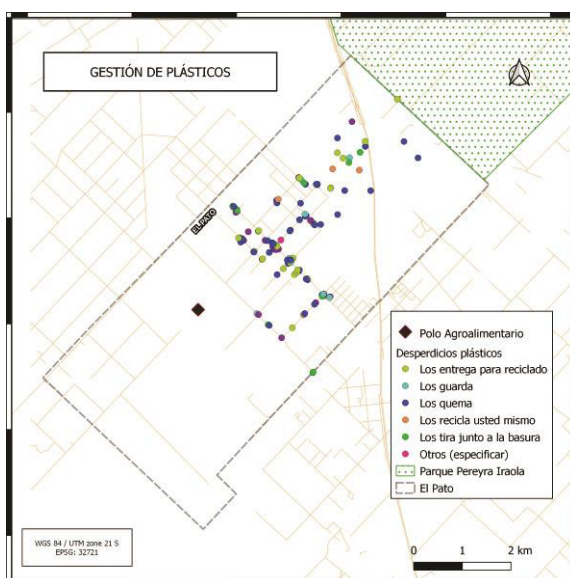 GESTIÓN DE PLÁSTICOS
EL PATO
Polo Agroalimentario
Desperdicios plásticos
Los entrega para reciclado
Los guarda
Los quema
Los recicla usted mismo
Los tira junto a la basura
Otros (especificar)
Parque Pereyra Iraola
El Pato
WGS 84 / UTM zone 21 S
EPSG: 32721
0 1 2 km